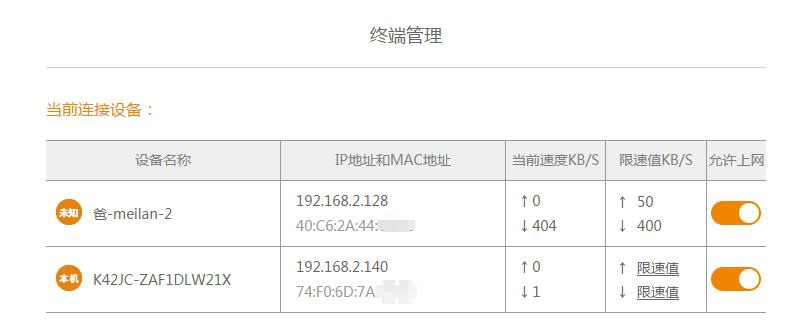 终端管理
当前连接设备：
设备名称 IP地址和MAC地址 当前速度KB/S 限速值KB/S 允许上网
未知 爸-meilan-2 192.168.2.128 ↑0 ↑ 50
40:C6:2A:44: ↓404 ↓ 400
本机 K42JC-ZAF1DLW21X 192.168.2.140 ↑0 ↑ 限速值
74:F0:6D:7A ↓1 ↓ 限速值